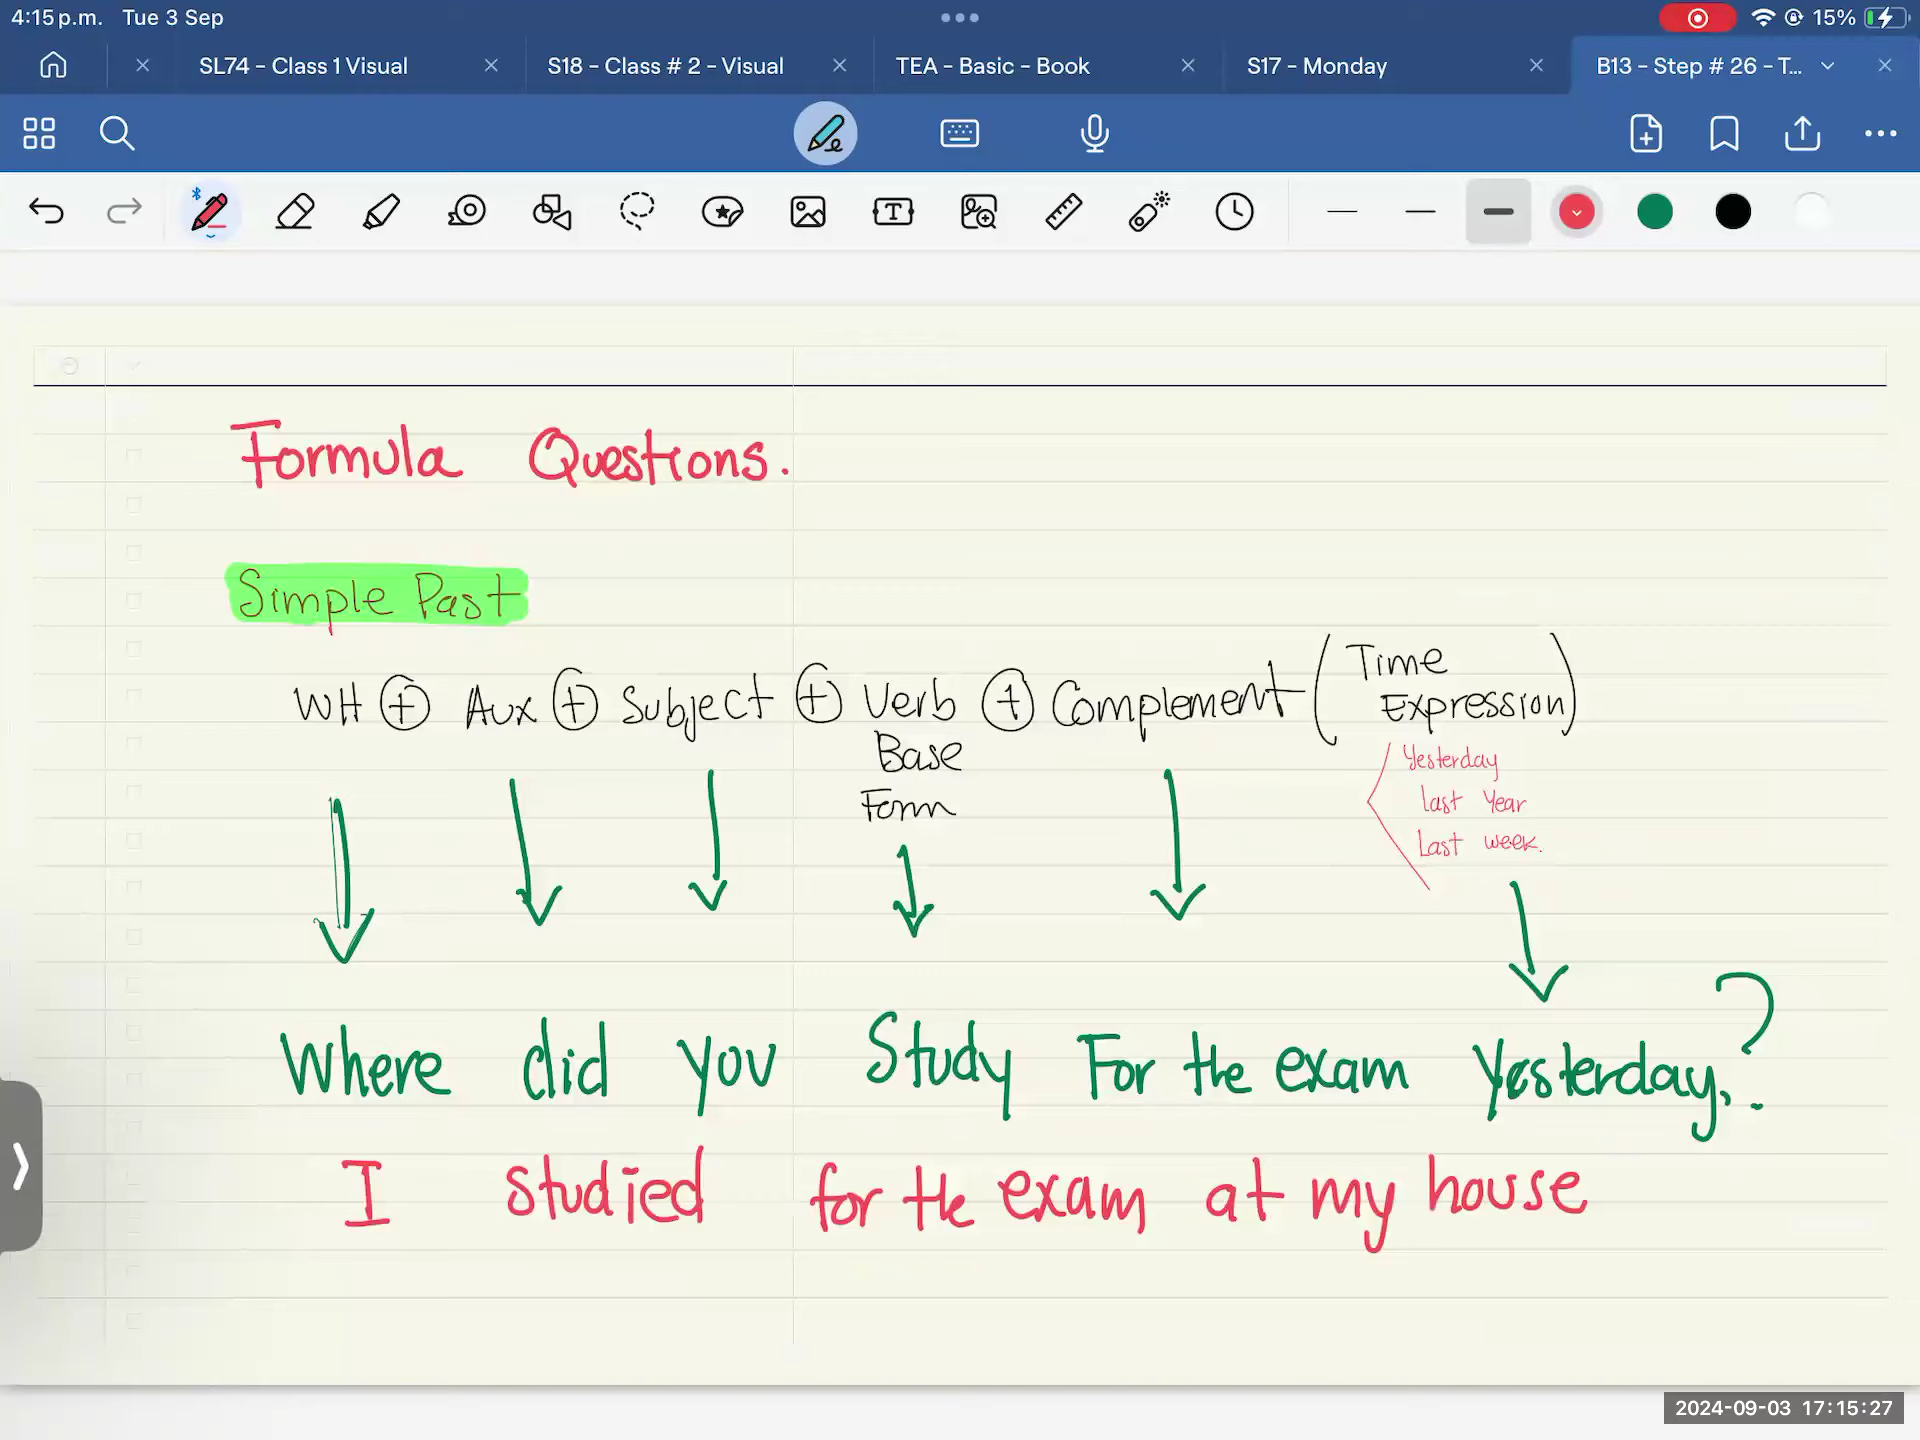 4:15 p.m. Tue 3 Sep
15%
SL74 - Class 1 Visual
S18 - Class # 2 - Visual
TEA - Basic - Book
S17 - Monday
B13 - Step # 26 - T...
Formula Questions.
Simple Past
WH + Aux + Subject + Verb + Complement (Time
Expression)
Base
Form
Yesterday
last Year
Last week.
Where did you Study For the exam Yesterday?
I studied for the exam at my house
2024-09-03 17:15:27